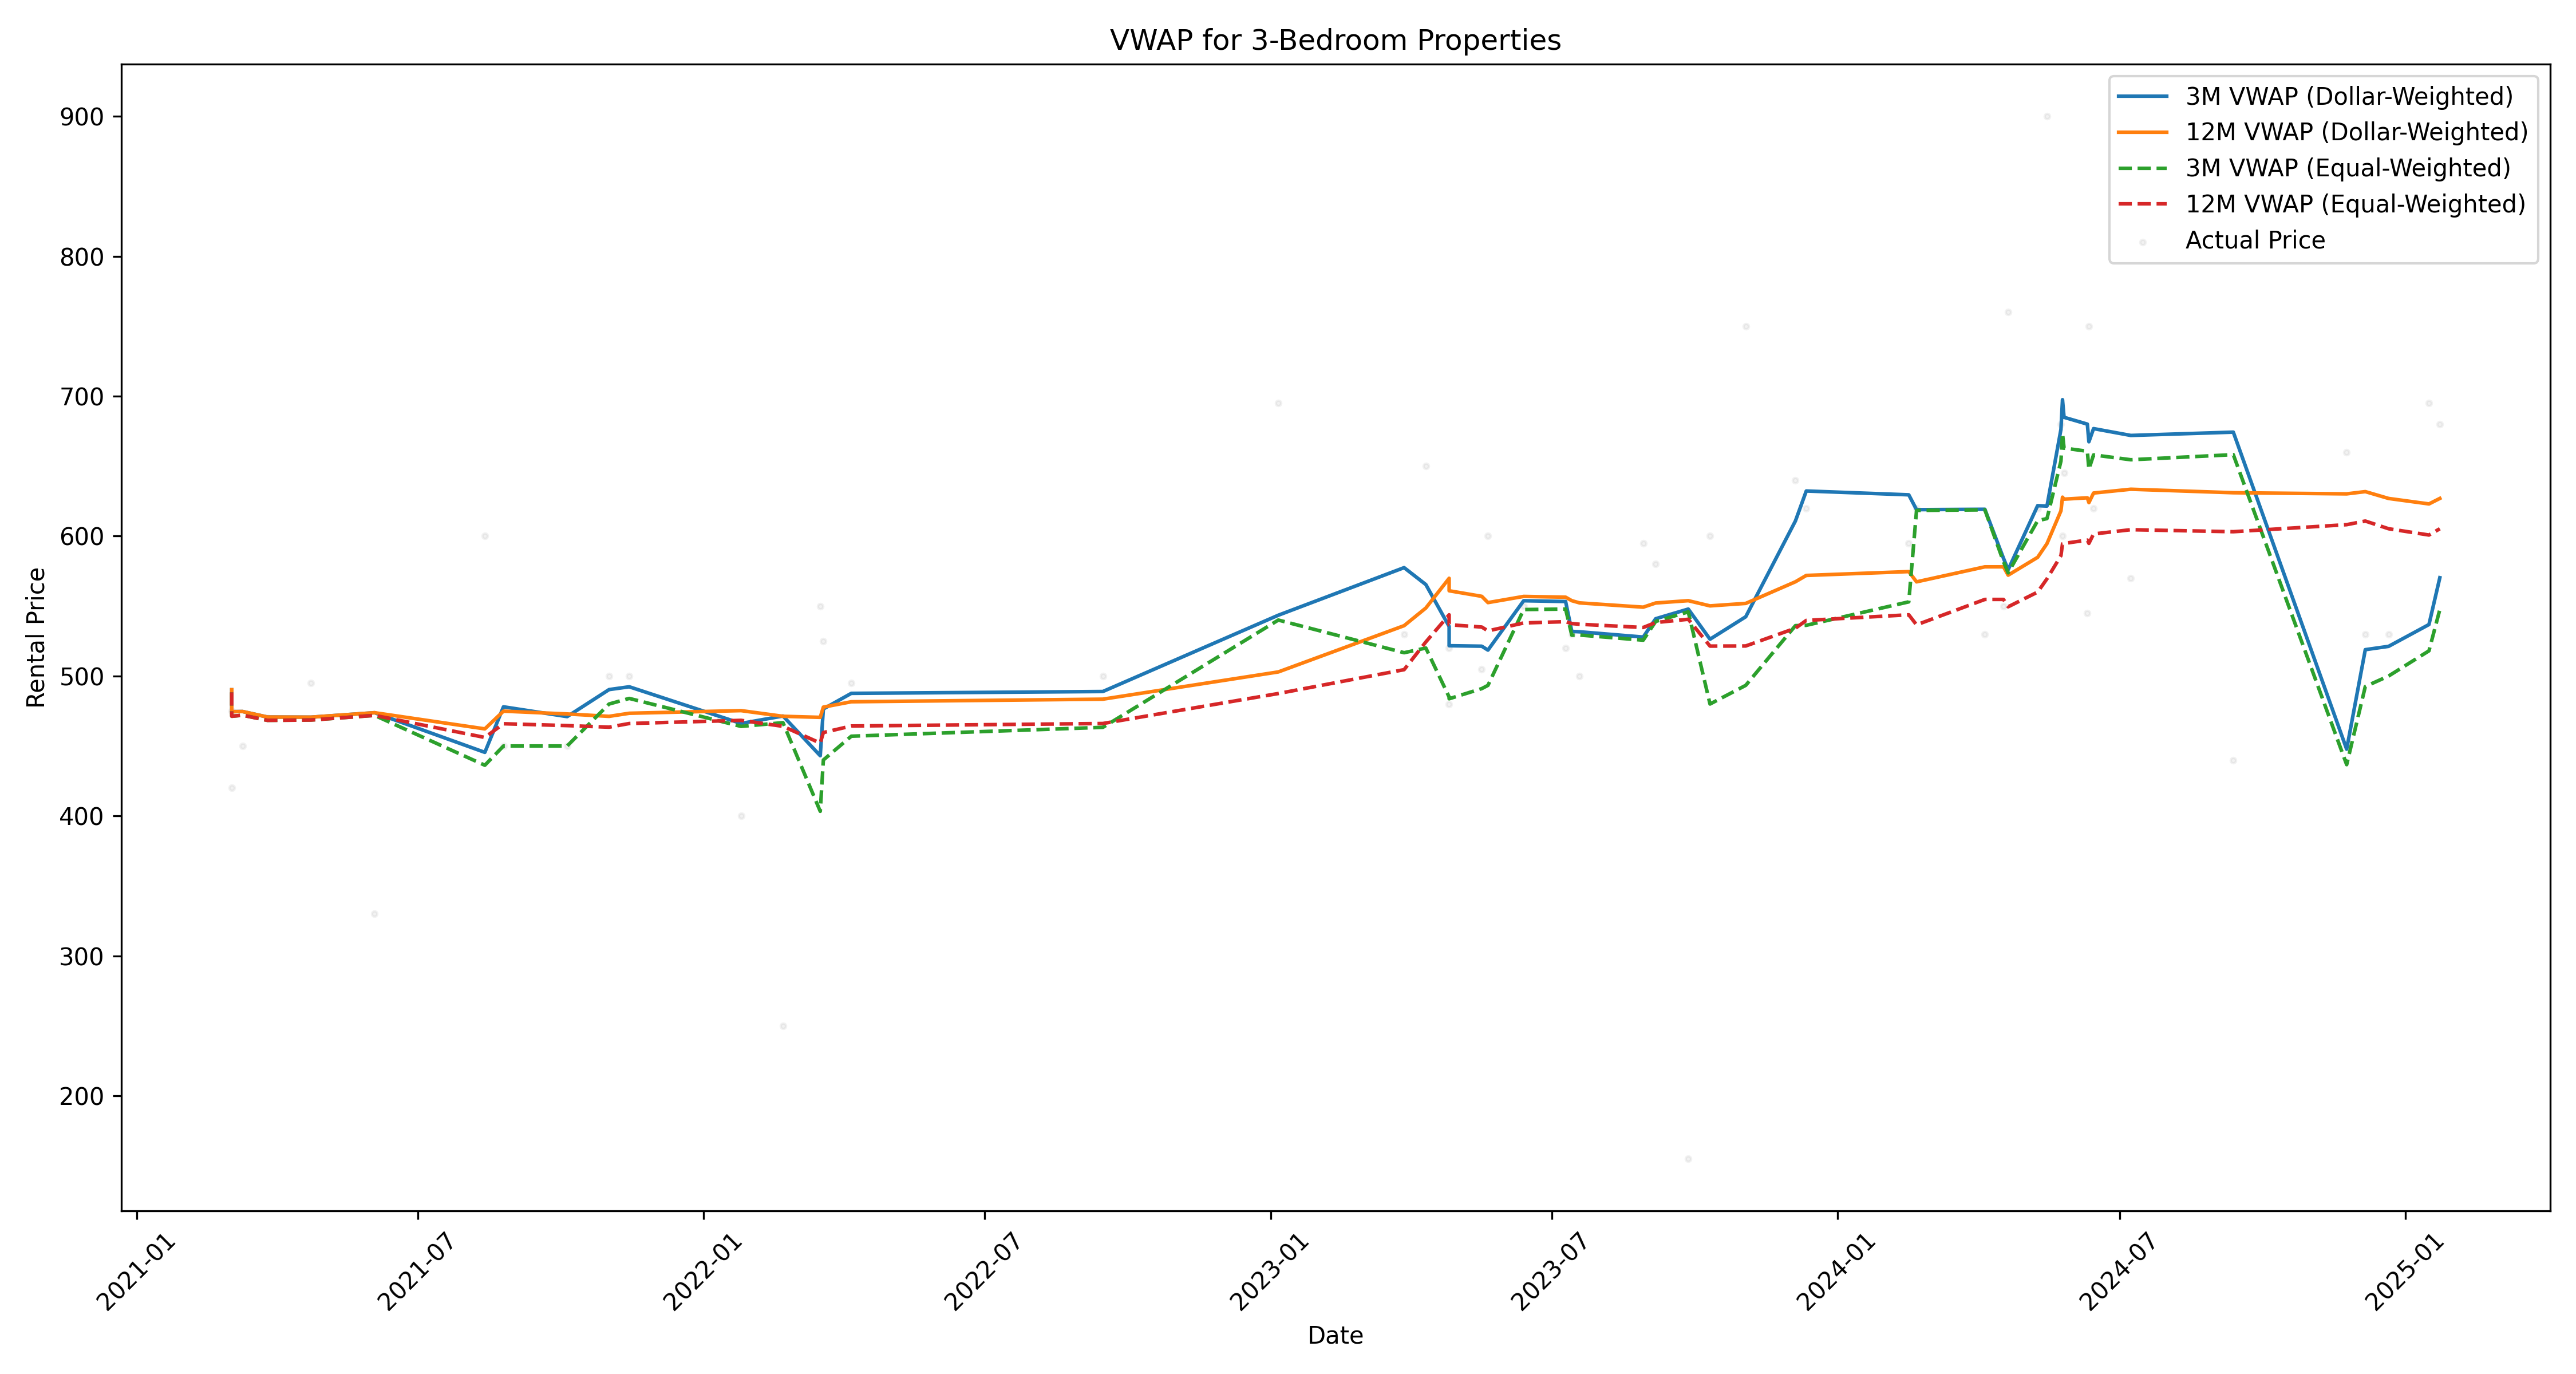 VWAP for 3-Bedroom Properties
3M VWAP (Dollar-Weighted)
12M VWAP (Dollar-Weighted)
3M VWAP (Equal-Weighted)
12M VWAP (Equal-Weighted)
Actual Price
Rental Price
900
800
700
600
500
400
300
200
2021-01
2021-07
2022-01
2022-07
2023-01
2023-07
2024-01
2024-07
2025-01
Date